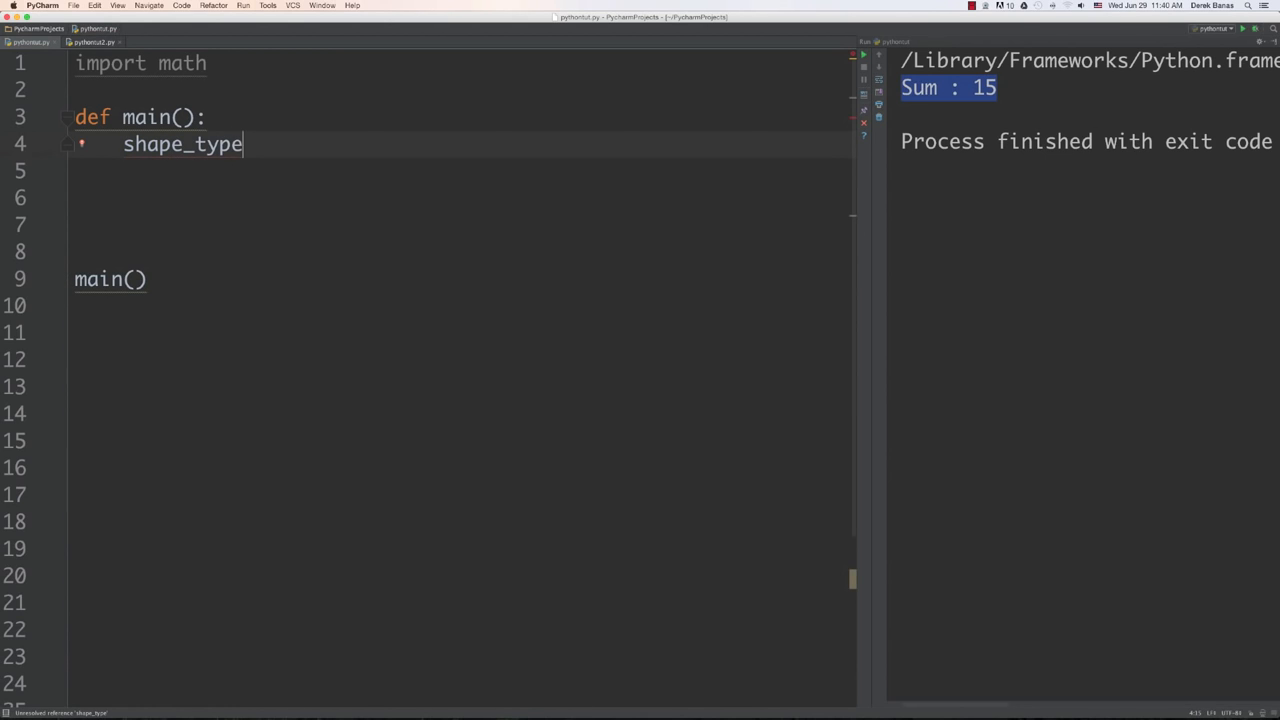 PyCharm File Edit View Navigate Code Refactor Run Tools VCS Window Help 10 Wed Jun 29 11:40 AM Derek Banas
pythontut.py - PyCharmProjects - [~/PycharmProjects]
PycharmProjects pythontut.py pythontut
pythontut.py pythontut2.py Run: pythontut
1 import math
2
3 def main():
4 shape_type
5
6
7
8
9 main()
10
11
12
13
14
15
16
17
18
19
20
21
22
23
24
/Library/Frameworks/Python.frame
Sum : 15
Process finished with exit code
Unresolved reference 'shape_type' 4:15 LF÷ UTF-8÷